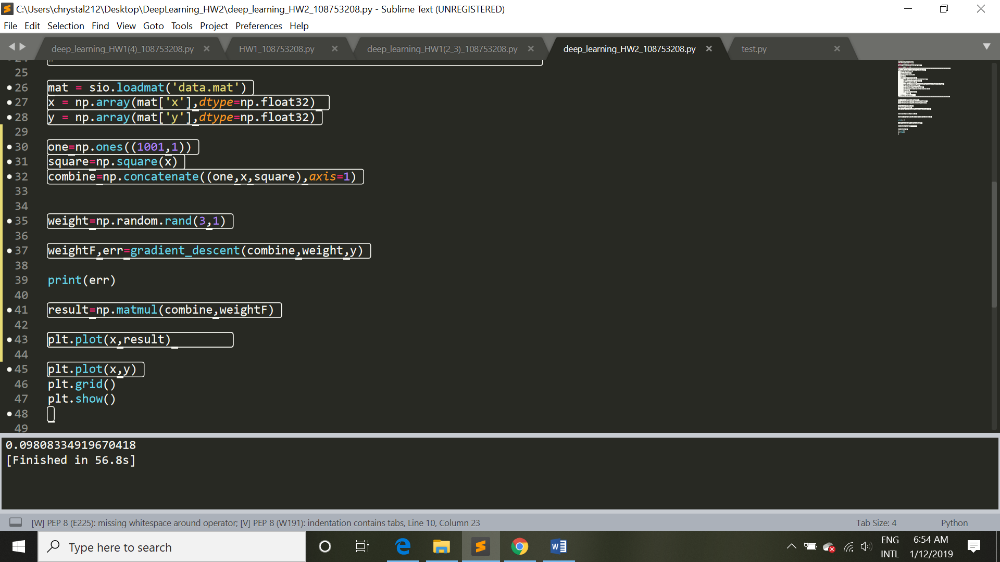 C:\Users\chrystal212\Desktop\DeepLearning_HW2\deep_learning_HW2_108753208.py - Sublime Text (UNREGISTERED)
File Edit Selection Find View Goto Tools Project Preferences Help
deep_learning_HW1(4)_108753208.py HW1_108753208.py deep_learning_HW1(2_3)_108753208.py deep_learning_HW2_108753208.py test.py
25
26 mat = sio.loadmat('data.mat')
27 x = np.array(mat['x'],dtype=np.float32)
28 y = np.array(mat['y'],dtype=np.float32)
29
30 one=np.ones((1001,1))
31 square=np.square(x)
32 combine=np.concatenate((one,x,square),axis=1)
33
34
35 weight=np.random.rand(3,1)
36
37 weightF,err=gradient_descent(combine,weight,y)
38
39 print(err)
40
41 result=np.matmul(combine,weightF)
42
43 plt.plot(x,result)
44
45 plt.plot(x,y)
46 plt.grid()
47 plt.show()
48
49
0.09808334919670418
[Finished in 56.8s]
[W] PEP 8 (E225): missing whitespace around operator; [V] PEP 8 (W191): indentation contains tabs, Line 10, Column 23 Tab Size: 4 Python
Type here to search
ENG 6:54 AM
INTL 1/12/2019